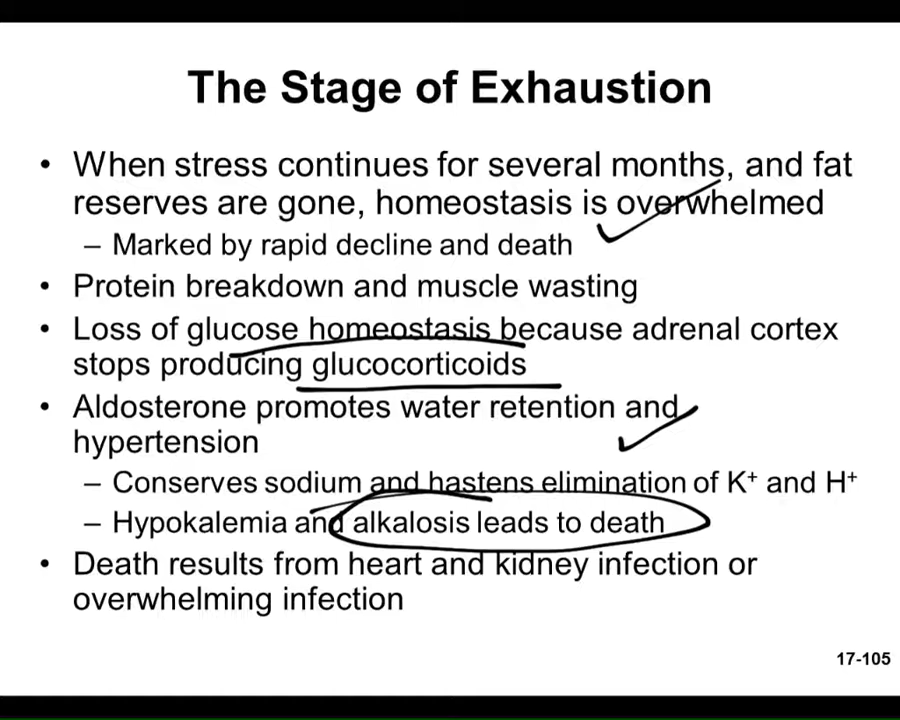 The Stage of Exhaustion
• When stress continues for several months, and fat
reserves are gone, homeostasis is overwhelmed
– Marked by rapid decline and death
• Protein breakdown and muscle wasting
• Loss of glucose homeostasis because adrenal cortex
stops producing glucocorticoids
• Aldosterone promotes water retention and
hypertension
– Conserves sodium and hastens elimination of K⁺ and H⁺
– Hypokalemia and alkalosis leads to death
• Death results from heart and kidney infection or
overwhelming infection
17-105